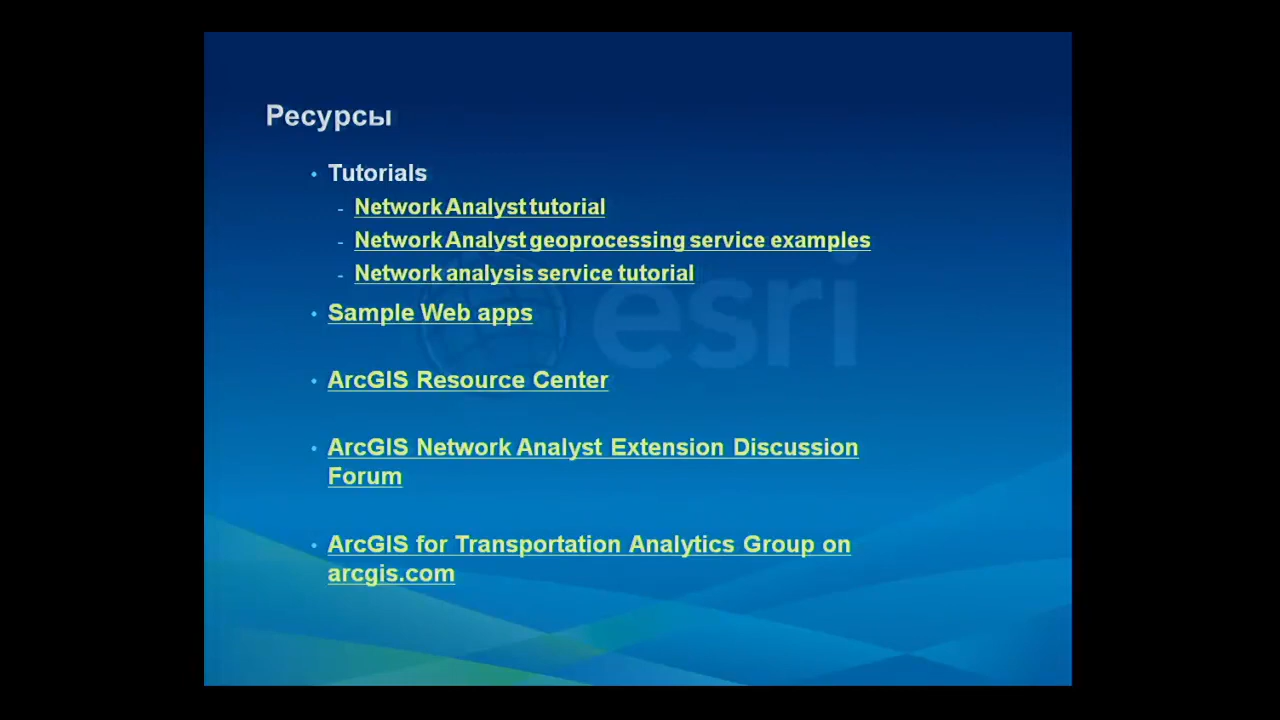 Ресурсы
• Tutorials
- Network Analyst tutorial
- Network Analyst geoprocessing service examples
- Network analysis service tutorial
• Sample Web apps
esri
• ArcGIS Resource Center
• ArcGIS Network Analyst Extension Discussion
Forum
• ArcGIS for Transportation Analytics Group on
arcgis.com